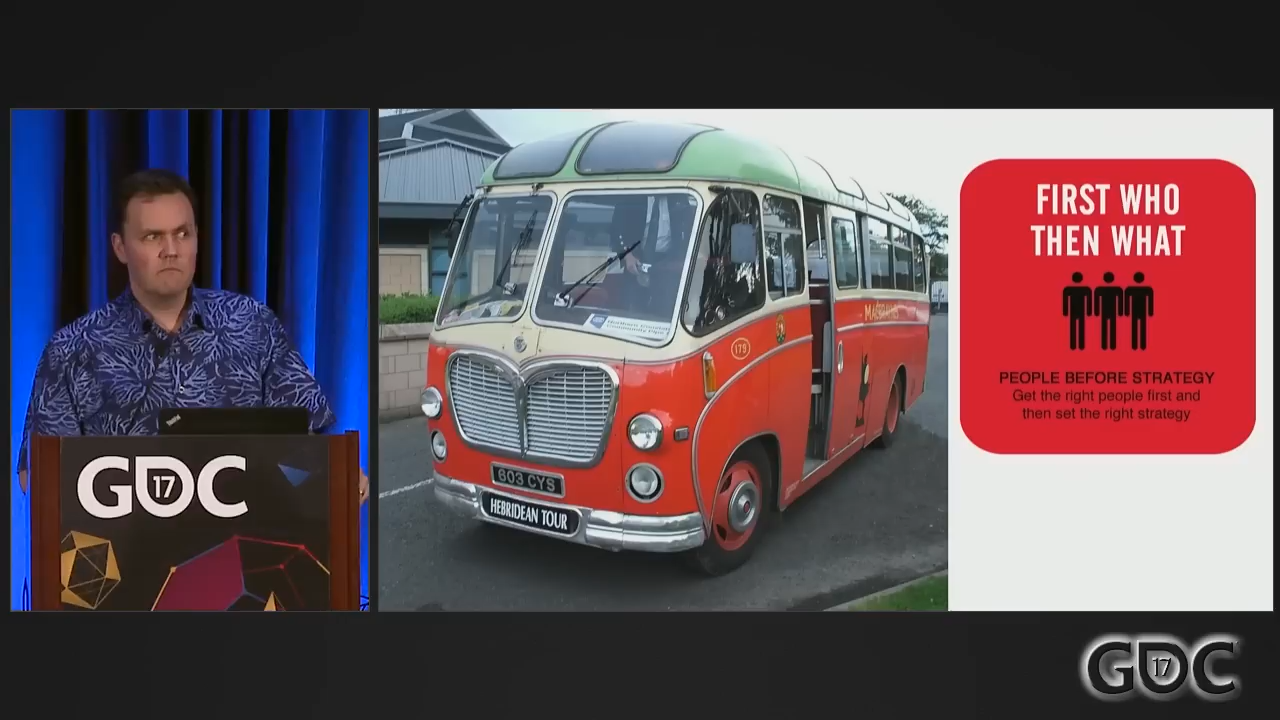 GDC
17
FIRST WHO
THEN WHAT
PEOPLE BEFORE STRATEGY
Get the right people first and
then set the right strategy
179
603 CYS
HEBRIDEAN TOUR
GDC
17